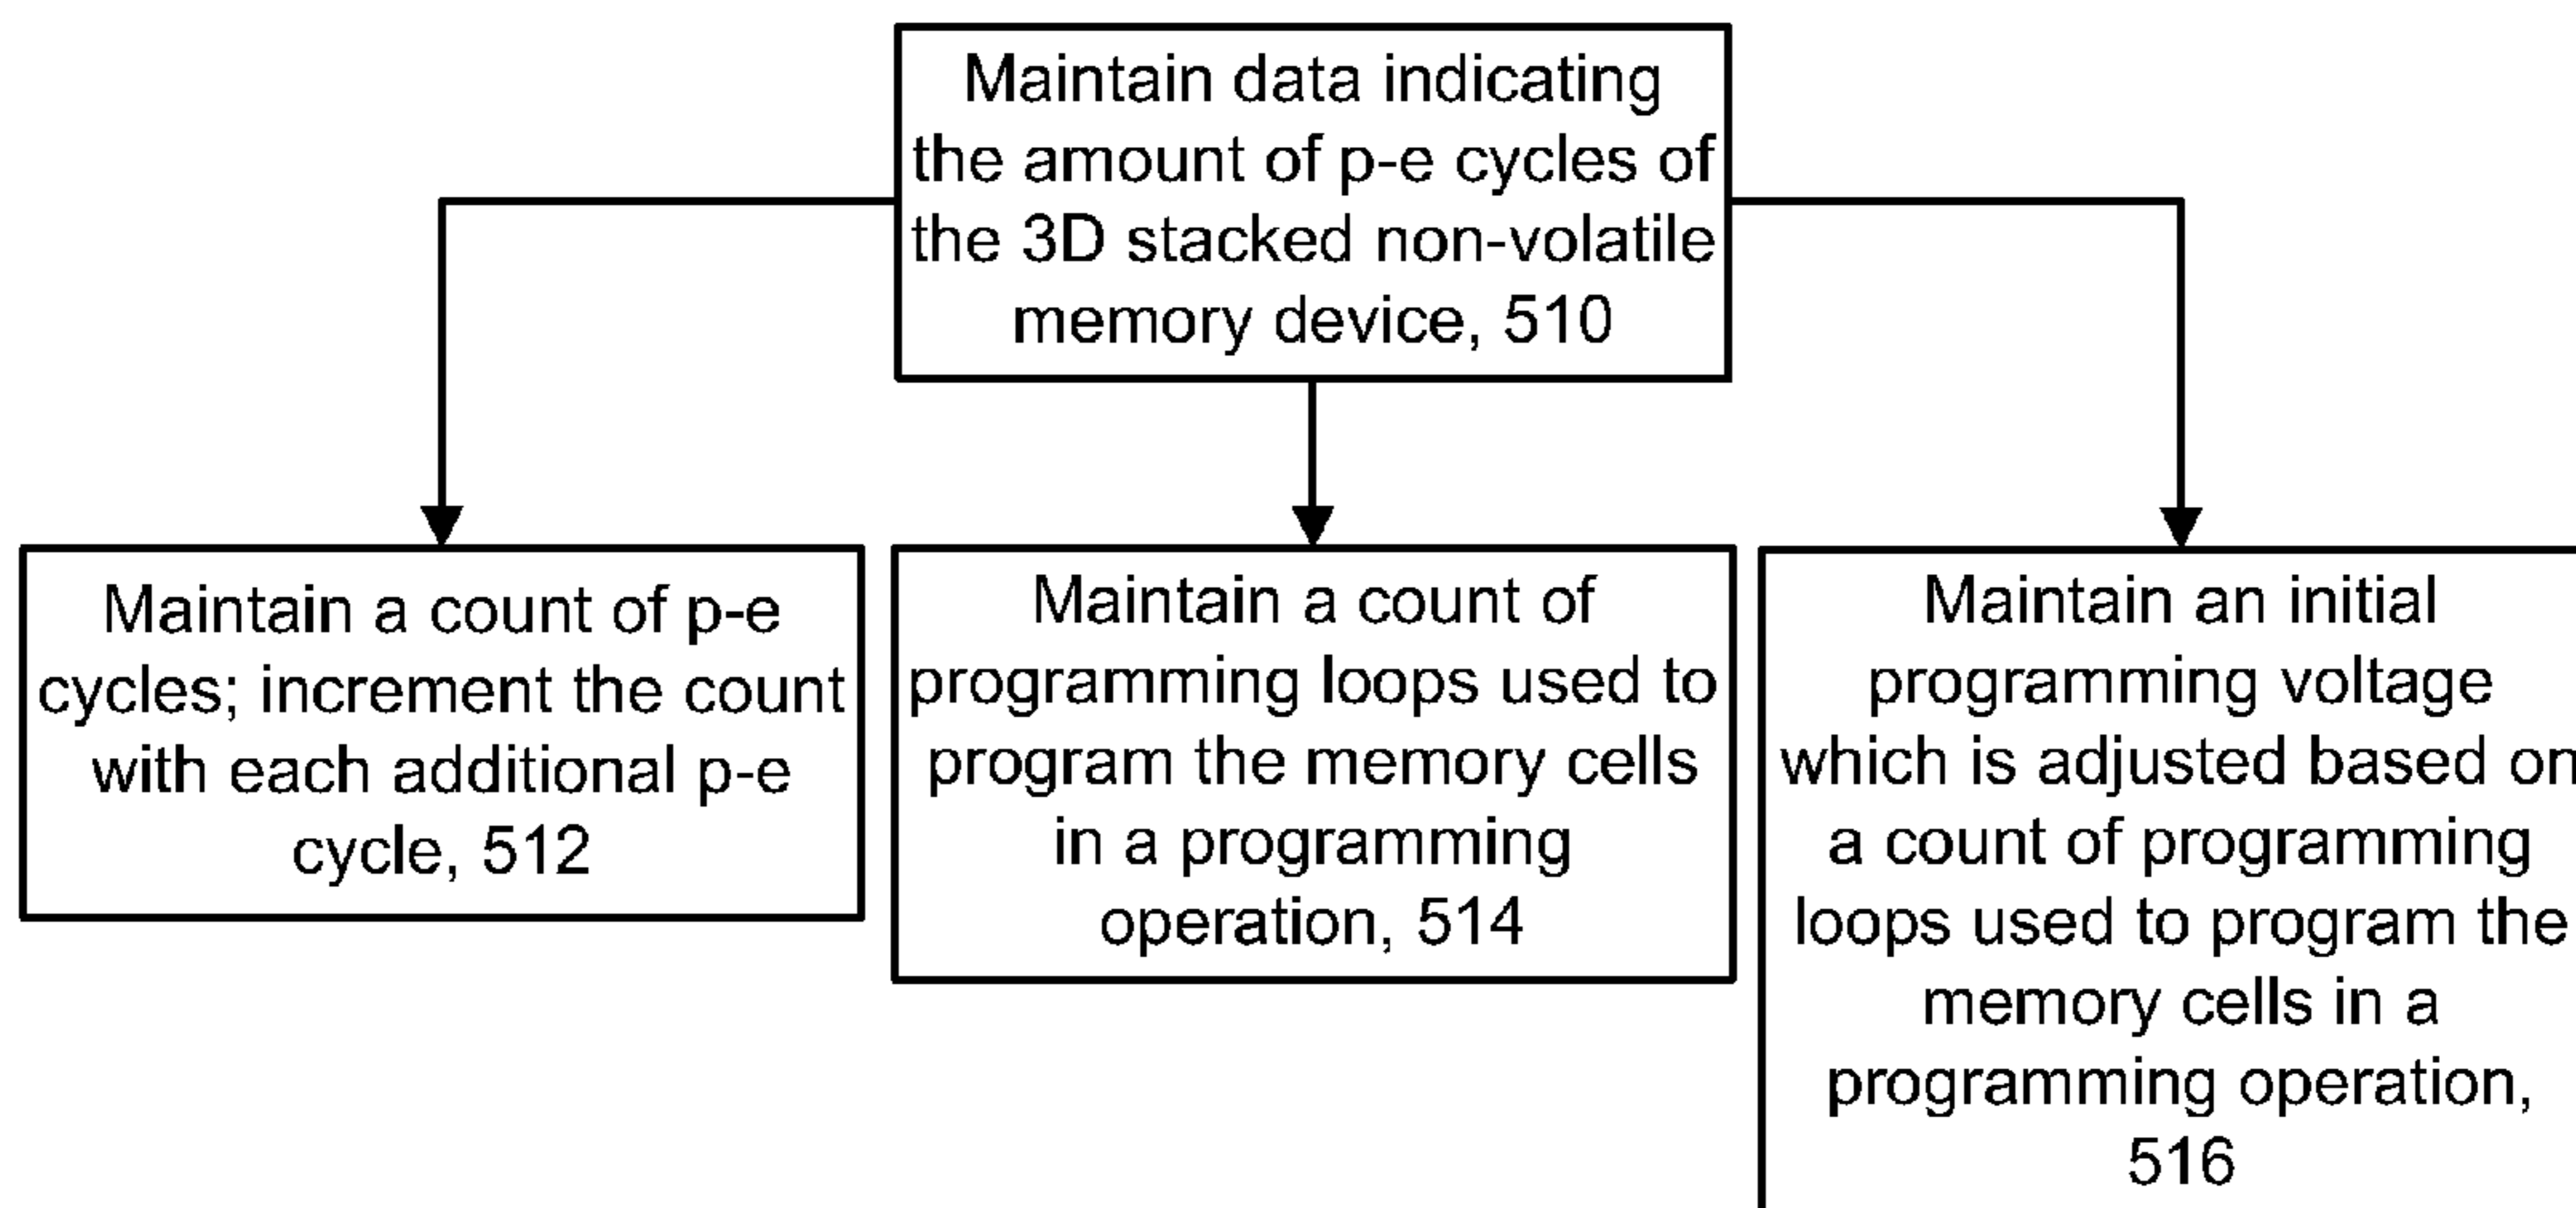 Maintain data indicating
the amount of p-e cycles of
the 3D stacked non-volatile
memory device, 510
Maintain a count of p-e
cycles; increment the count
with each additional p-e
cycle, 512
Maintain a count of
programming loops used to
program the memory cells
in a programming
operation, 514
Maintain an initial
programming voltage
which is adjusted based on
a count of programming
loops used to program the
memory cells in a
programming operation,
516